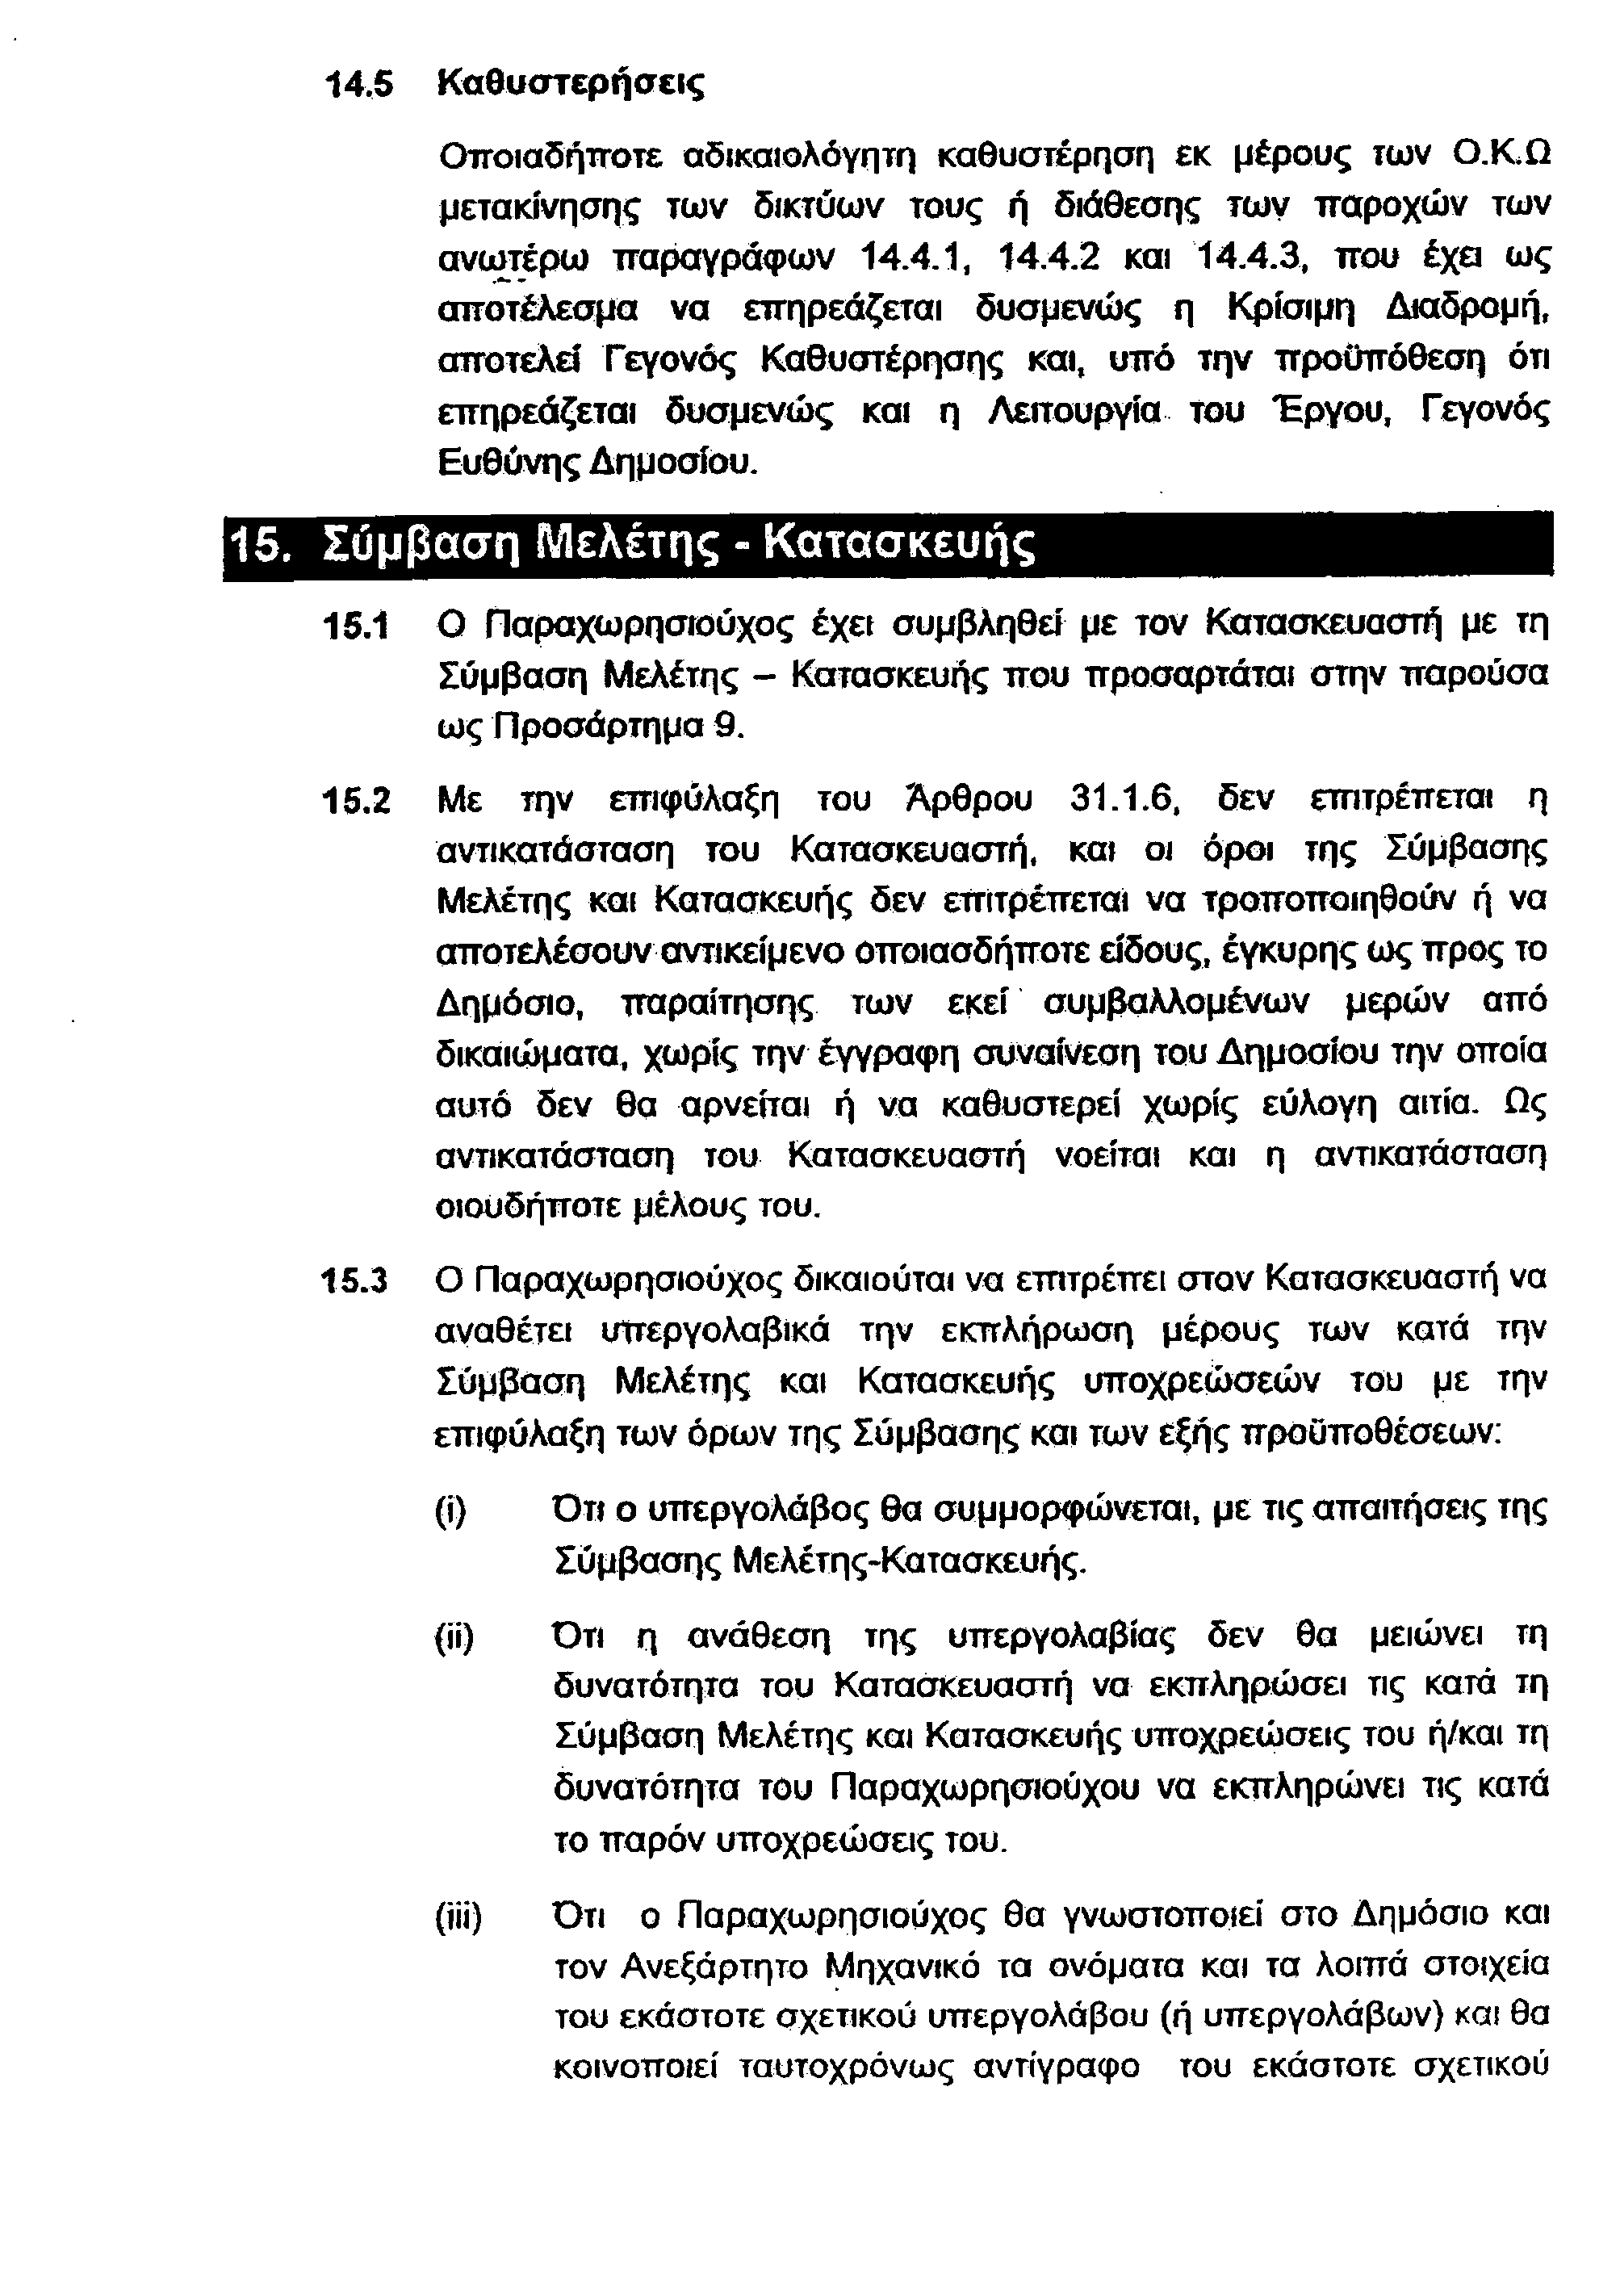 14.5 Καθυστερήσεις
Οποιαδήποτε αδικαιολόγητη καθυστέρηση εκ μέρους των Ο.Κ.Ω
μετακίνησης των δικτύων τους ή διάθεσης των παροχών των
ανωτέρω παραγράφων 14.4.1, 14.4.2 και 14.4.3, που έχει ως
αποτέλεσμα να επηρεάζεται δυσμενώς η Κρίσιμη Διαδρομή,
αποτελεί Γεγονός Καθυστέρησης και, υπό την προϋπόθεση ότι
επηρεάζεται δυσμενώς και η Λειτουργία του Έργου, Γεγονός
Ευθύνης Δημοσίου.
15. Σύμβαση Μελέτης - Κατασκευής
15.1 Ο Παραχωρησιούχος έχει συμβληθεί με τον Κατασκευαστή με τη
Σύμβαση Μελέτης – Κατασκευής που προσαρτάται στην παρούσα
ως Προσάρτημα 9.
15.2 Με την επιφύλαξη του Άρθρου 31.1.6, δεν επιτρέπεται η
αντικατάσταση του Κατασκευαστή, και οι όροι της Σύμβασης
Μελέτης και Κατασκευής δεν επιτρέπεται να τροποποιηθούν ή να
αποτελέσουν αντικείμενο οποιασδήποτε είδους, έγκυρης ως προς το
Δημόσιο, παραίτησης των εκεί συμβαλλομένων μερών από
δικαιώματα, χωρίς την έγγραφη συναίνεση του Δημοσίου την οποία
αυτό δεν θα αρνείται ή να καθυστερεί χωρίς εύλογη αιτία. Ως
αντικατάσταση του Κατασκευαστή νοείται και η αντικατάσταση
οιουδήποτε μέλους του.
15.3 Ο Παραχωρησιούχος δικαιούται να επιτρέπει στον Κατασκευαστή να
αναθέτει υπεργολαβικά την εκπλήρωση μέρους των κατά την
Σύμβαση Μελέτης και Κατασκευής υποχρεώσεών του με την
επιφύλαξη των όρων της Σύμβασης και των εξής προϋποθέσεων:
(i) Ότι ο υπεργολάβος θα συμμορφώνεται, με τις απαιτήσεις της
Σύμβασης Μελέτης-Κατασκευής.
(ii) Ότι η ανάθεση της υπεργολαβίας δεν θα μειώνει τη
δυνατότητα του Κατασκευαστή να εκπληρώσει τις κατά τη
Σύμβαση Μελέτης και Κατασκευής υποχρεώσεις του ή/και τη
δυνατότητα του Παραχωρησιούχου να εκπληρώνει τις κατά
το παρόν υποχρεώσεις του.
(iii) Ότι ο Παραχωρησιούχος θα γνωστοποιεί στο Δημόσιο και
τον Ανεξάρτητο Μηχανικό τα ονόματα και τα λοιπά στοιχεία
του εκάστοτε σχετικού υπεργολάβου (ή υπεργολάβων) και θα
κοινοποιεί ταυτοχρόνως αντίγραφο του εκάστοτε σχετικού